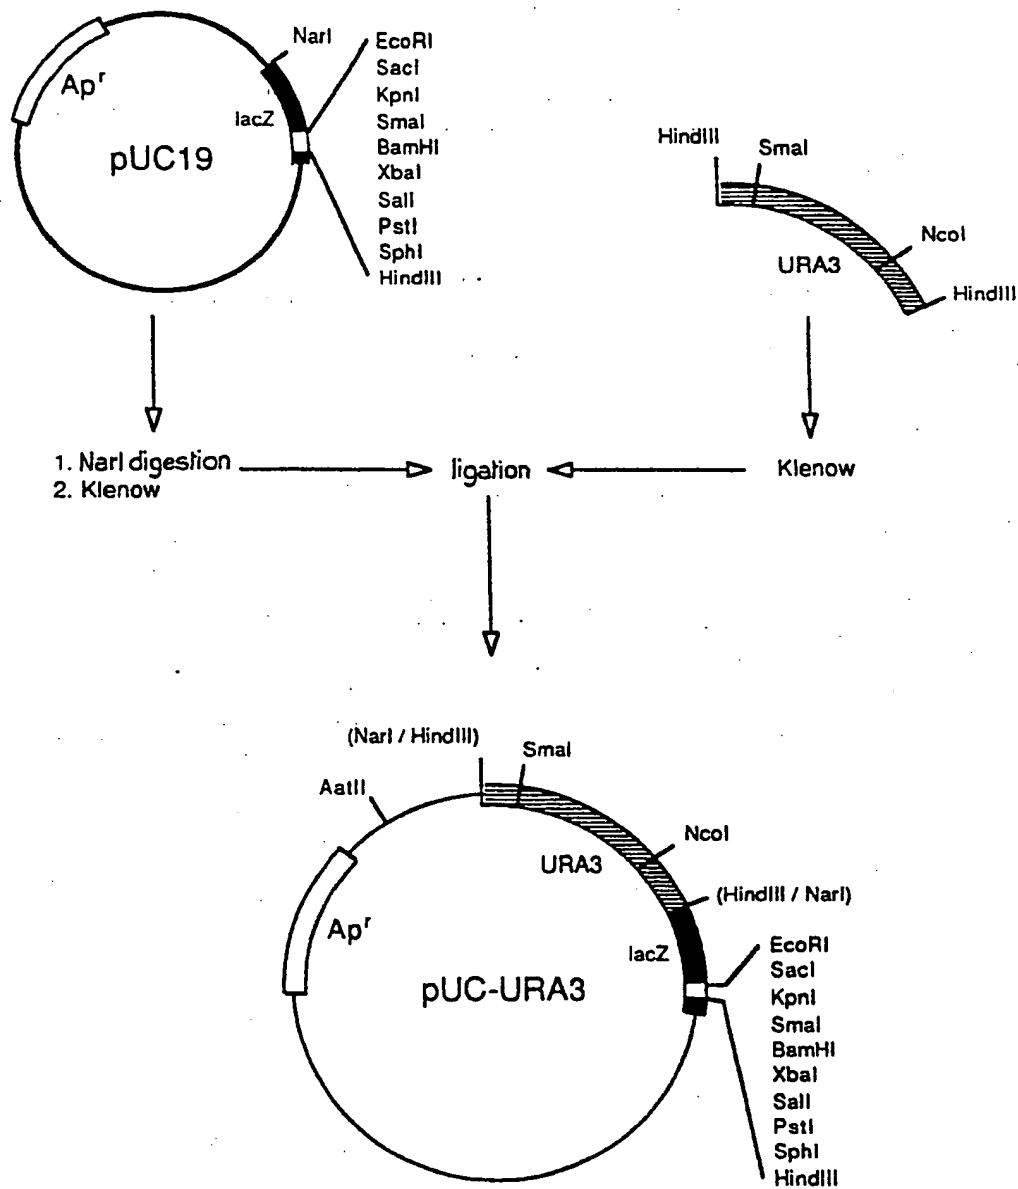 NarI
EcoRI
SacI
KpnI
SmaI
BamHI
XbaI
SalI
PstI
SphI
HindIII
Apʳ
lacZ
pUC19
HindIII
SmaI
NcoI
URA3
HindIII
1. NarI digestion
2. Klenow
ligation
Klenow
(NarI / HindIII)
SmaI
AatII
NcoI
URA3
(HindIII / NarI)
Apʳ
lacZ
pUC-URA3
EcoRI
SacI
KpnI
SmaI
BamHI
XbaI
SalI
PstI
SphI
HindIII